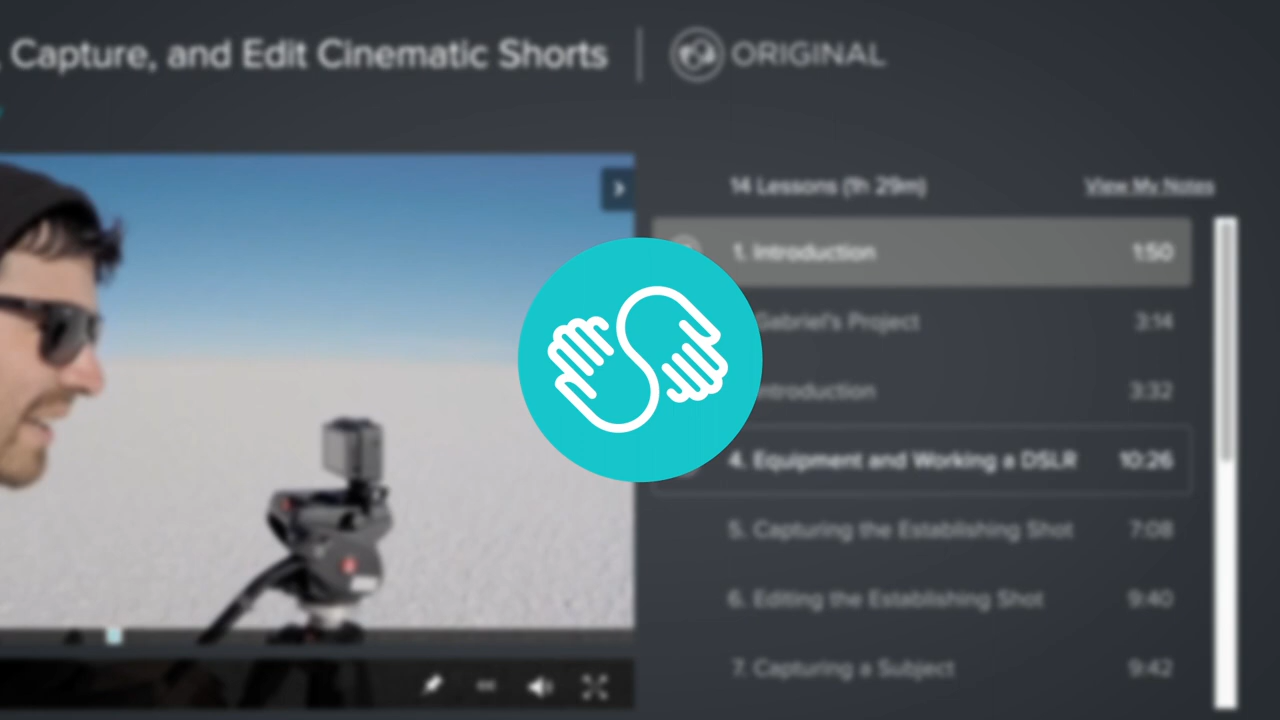 , Capture, and Edit Cinematic Shorts
ORIGINAL
14 Lessons (1h 29m)
View My Notes
1. Introduction 1:50
Gabriel's Project 3:14
ntroduction 3:32
4. Equipment and Working a DSLR 10:26
5. Capturing the Establishing Shot 7:08
6. Editing the Establishing Shot 9:40
7. Capturing a Subject 9:42